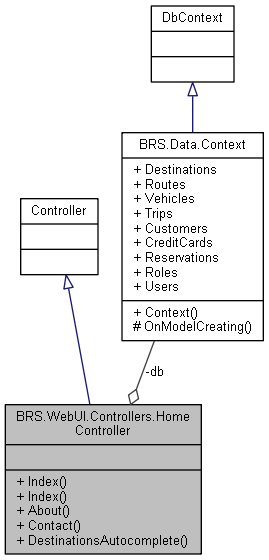 DbContext
BRS.Data.Context
+ Destinations
+ Routes
+ Vehicles
+ Trips
+ Customers
+ CreditCards
+ Reservations
+ Roles
+ Users
+ Context()
# OnModelCreating()
Controller
-db
BRS.WebUI.Controllers.Home
Controller
+ Index()
+ Index()
+ About()
+ Contact()
+ DestinationsAutocomplete()